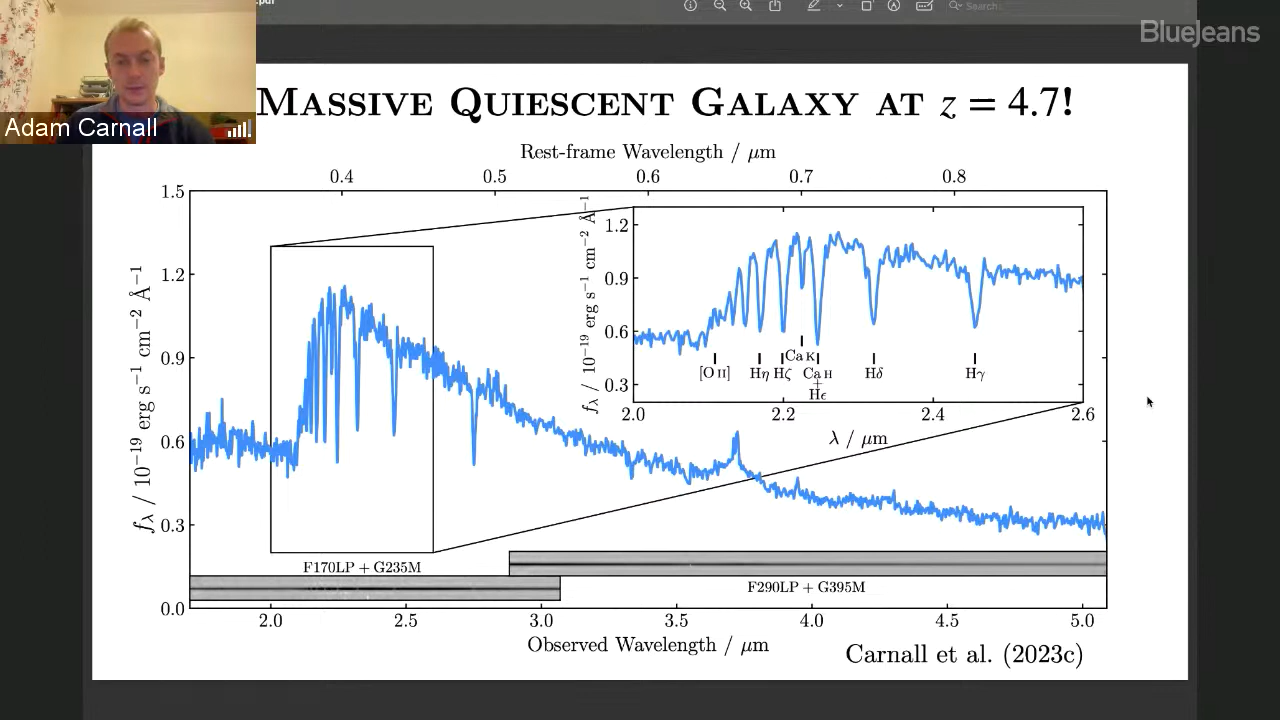 .pdf
Search
BlueJeans
Adam Carnall
MASSIVE QUIESCENT GALAXY AT z = 4.7!
Rest-frame Wavelength / μm
0.4 0.5 0.6 0.7 0.8
1.5
1.2
0.9
0.6
0.3
0.0
fλ / 10⁻¹⁹ erg s⁻¹ cm⁻² Å⁻¹
1.2
0.9
0.6
0.3
fλ / 10⁻¹⁹ erg s⁻¹ cm⁻² Å⁻¹
Ca K
[O II] Hη Hζ Ca H Hδ Hγ
+
Hϵ
2.0 2.2 2.4 2.6
λ / μm
F170LP + G235M
F290LP + G395M
2.0 2.5 3.0 3.5 4.0 4.5 5.0
Observed Wavelength / μm
Carnall et al. (2023c)